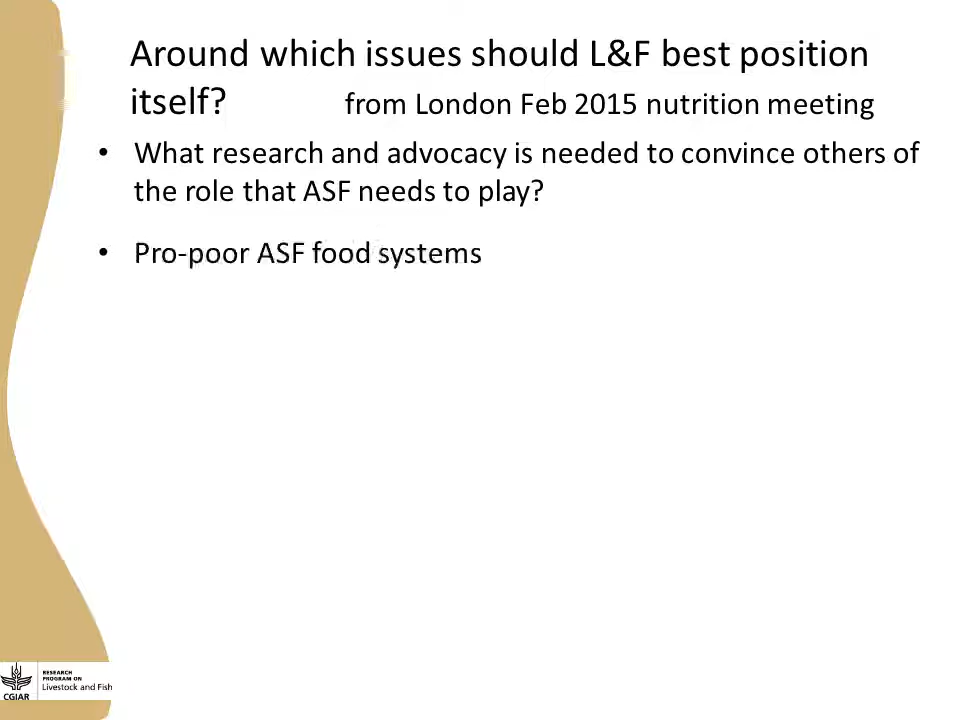 Around which issues should L&F best position
itself? from London Feb 2015 nutrition meeting
• What research and advocacy is needed to convince others of
the role that ASF needs to play?
• Pro-poor ASF food systems
CGIAR
RESEARCH
PROGRAM ON
Livestock and Fish